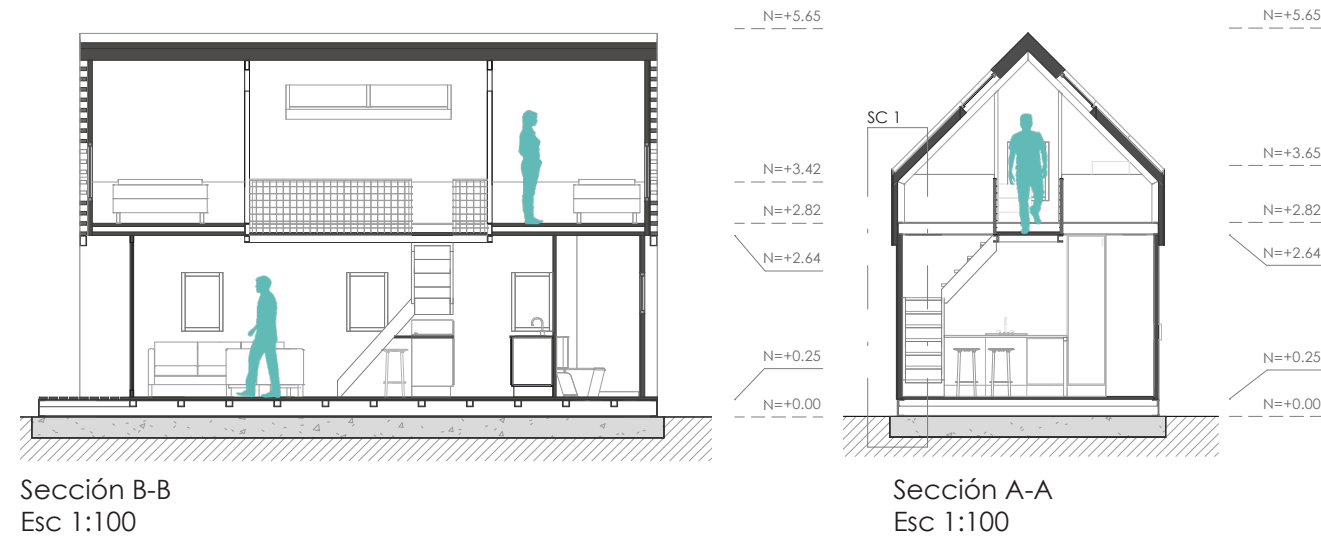 N=+5.65
N=+3.42
N=+2.82
N=+2.64
N=+0.25
N=+0.00
Sección B-B
Esc 1:100
SC 1
N=+5.65
N=+3.65
N=+2.82
N=+2.64
N=+0.25
N=+0.00
Sección A-A
Esc 1:100